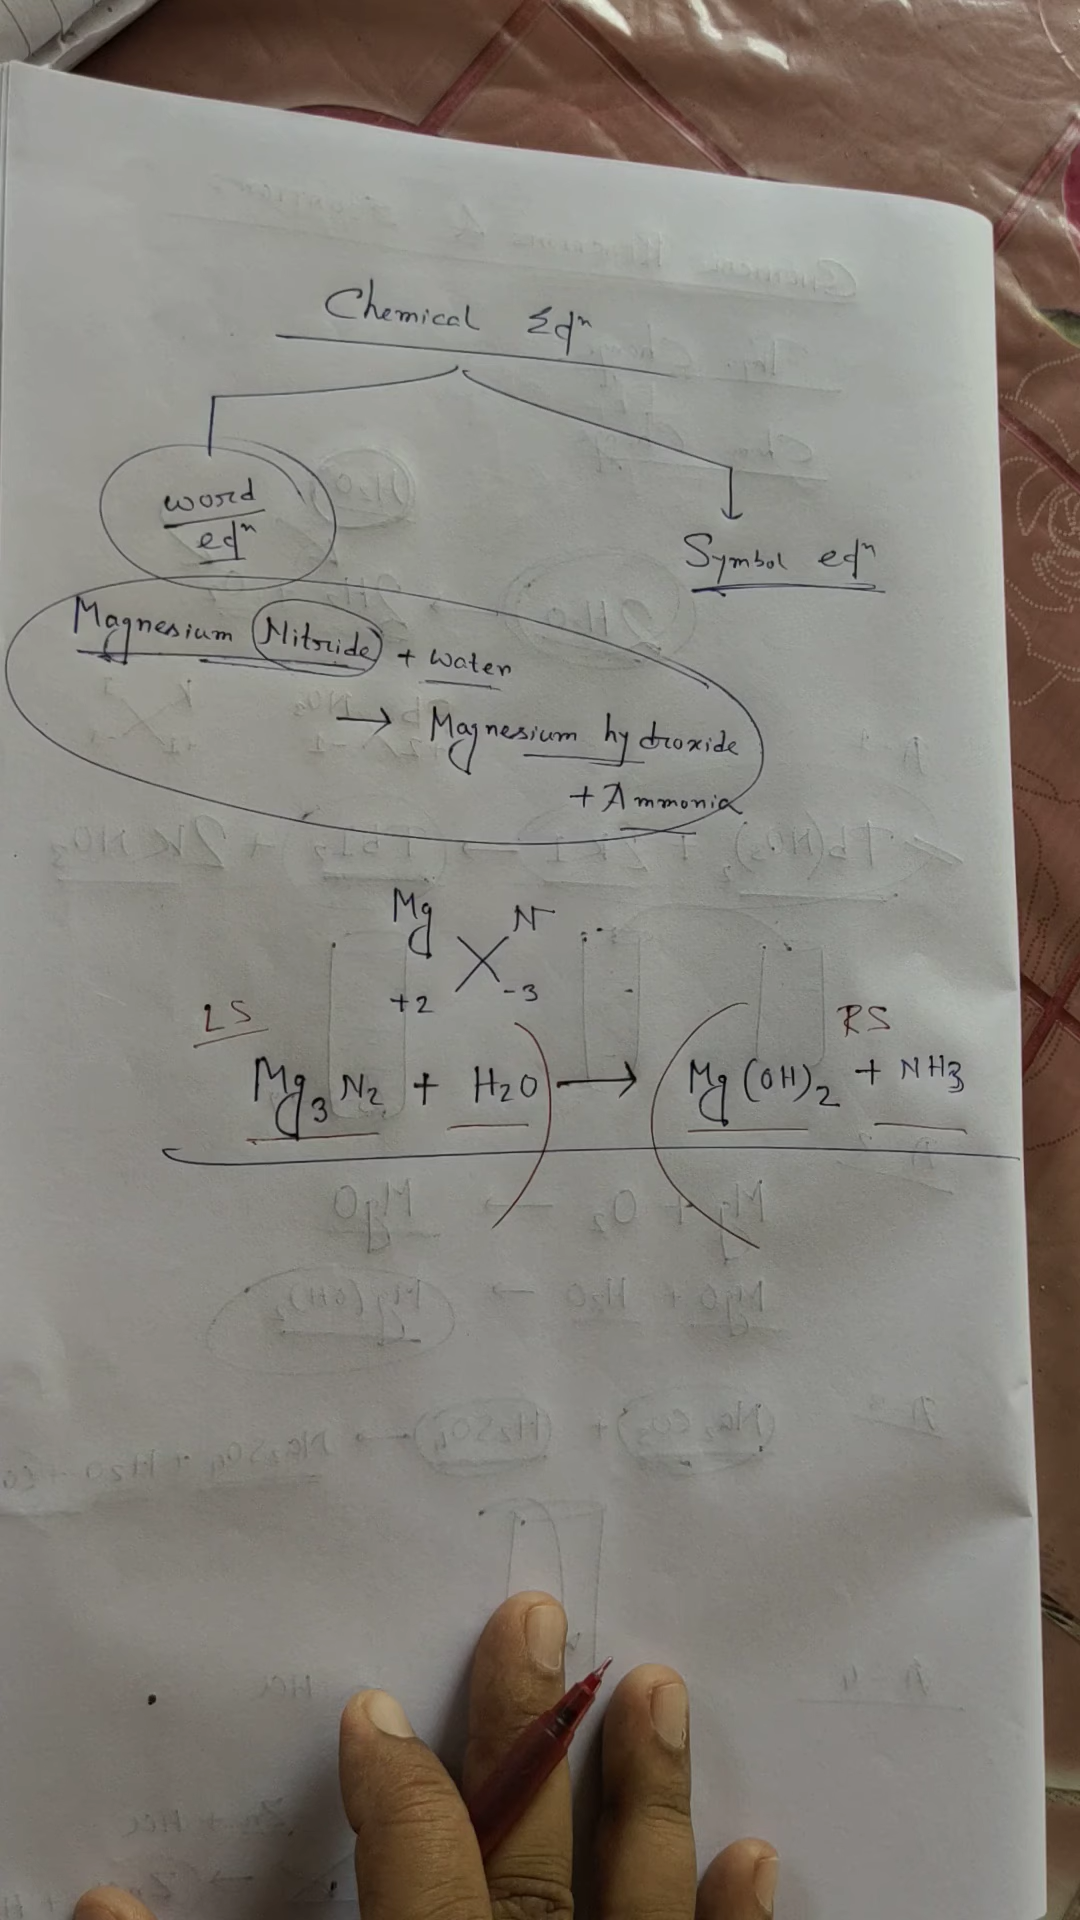 Chemical Eqⁿ
word
eqⁿ
Symbol eqⁿ
Magnesium Nitride + water
→ Magnesium hydroxide
+ Ammonia
Mg N
+2 -3
LS RS
Mg₃N₂ + H₂O → Mg(OH)₂ + NH₃